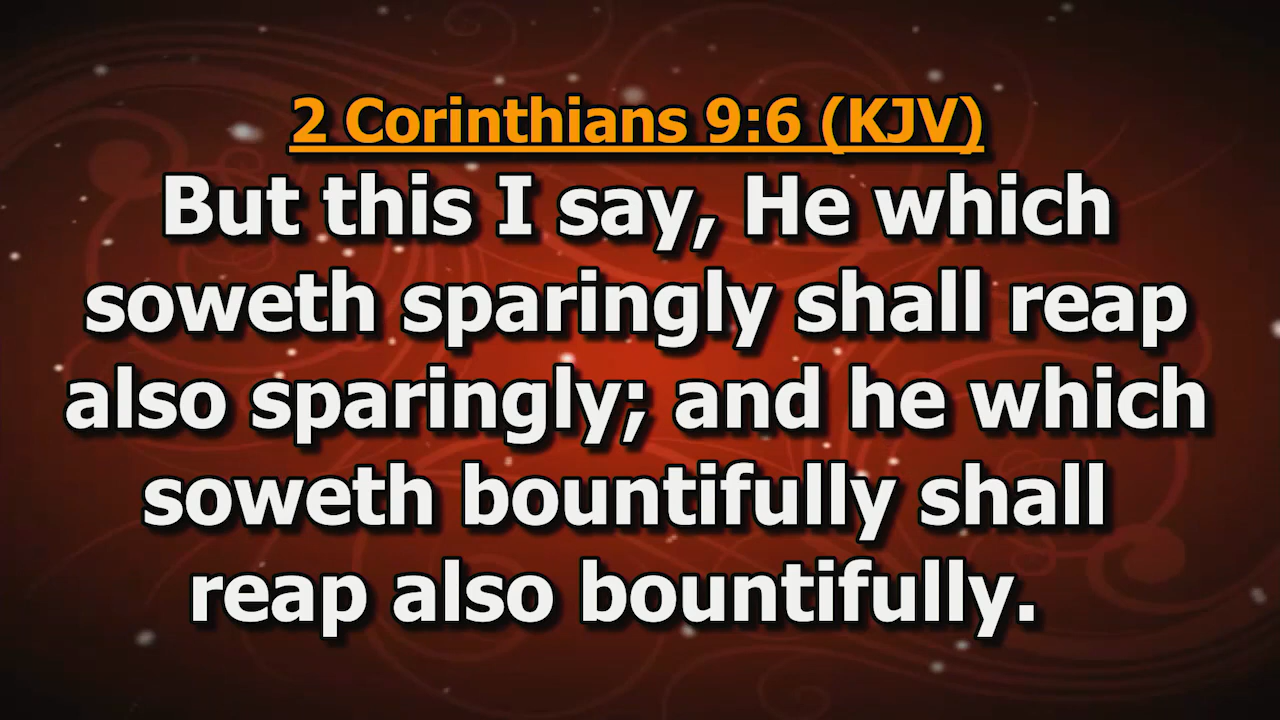 2 Corinthians 9:6 (KJV)
But this I say, He which
soweth sparingly shall reap
also sparingly; and he which
soweth bountifully shall
reap also bountifully.